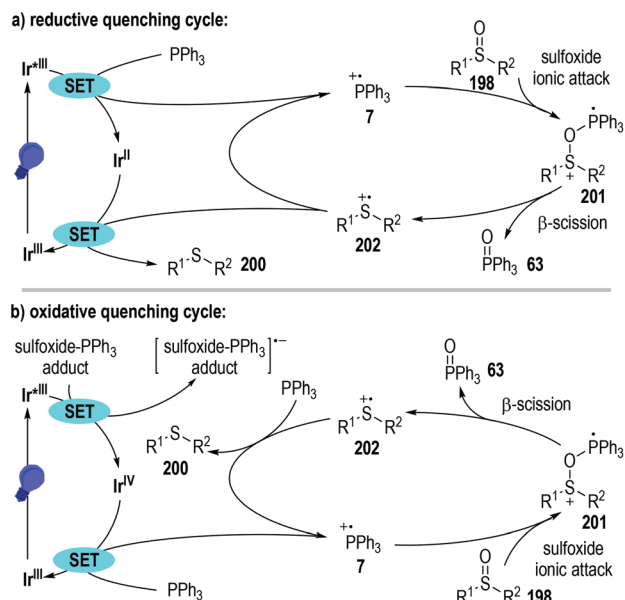 a) reductive quenching cycle:
Ir*III
PPh3
SET
+•
PPh3
7
O
S
R1 R2
198
sulfoxide
ionic attack
•
PPh3
O
S
R1 + R2
201
IrII
+•
S
R1 R2
202
β-scission
O
PPh3 63
SET
IrIII
S
R1 R2 200
b) oxidative quenching cycle:
sulfoxide-PPh3
adduct
[ sulfoxide-PPh3 ]•−
adduct
Ir*III
SET
PPh3
O
PPh3 63
S
R1 R2
200
+•
S
R1 R2
202
β-scission
•
PPh3
O
S
R1 + R2
201
IrIV
SET
IrIII
PPh3
+•
PPh3
7
sulfoxide
ionic attack
O
S
R1 R2 198